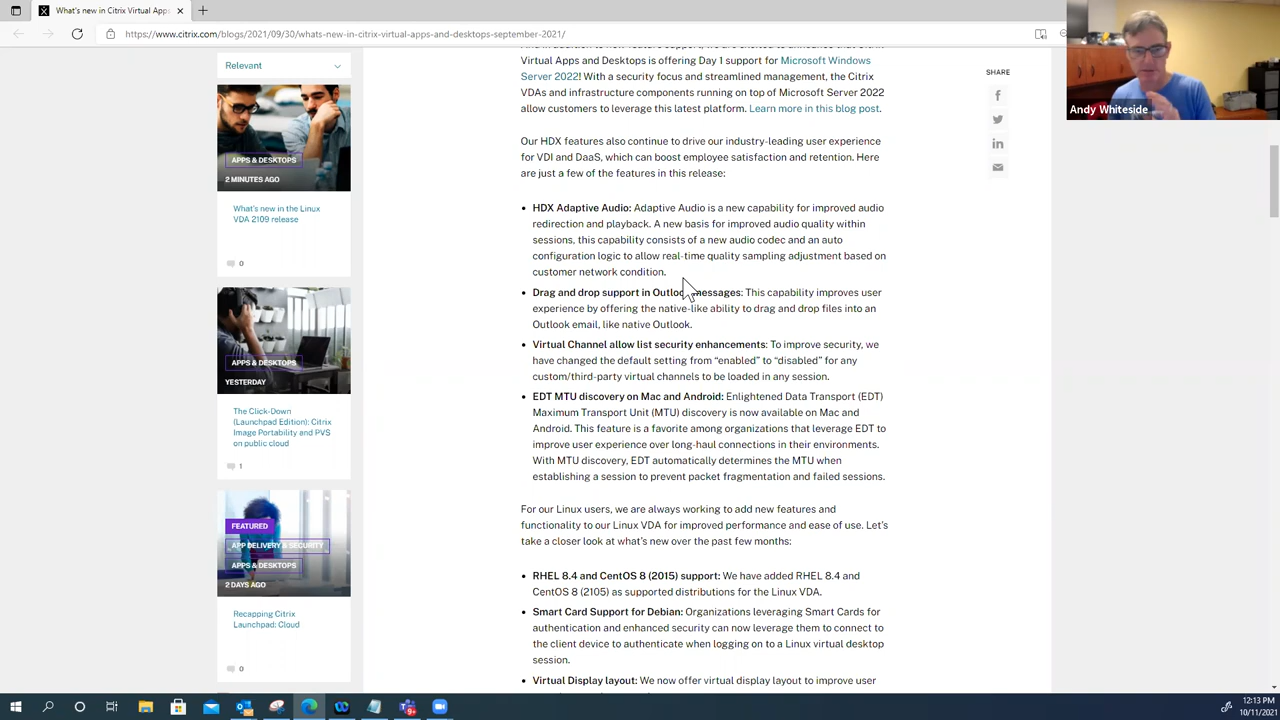 What's new in Citrix Virtual Apps
https://www.citrix.com/blogs/2021/09/30/whats-new-in-citrix-virtual-apps-and-desktops-september-2021/
Andy Whiteside
Relevant
APPS & DESKTOPS
2 MINUTES AGO
What's new in the Linux
VDA 2109 release
0
APPS & DESKTOPS
YESTERDAY
The Click-Down
(Launchpad Edition): Citrix
Image Portability and PVS
on public cloud
1
FEATURED
APP DELIVERY & SECURITY
APPS & DESKTOPS
2 DAYS AGO
Recapping Citrix
Launchpad: Cloud
0
Virtual Apps and Desktops is offering Day 1 support for Microsoft Windows
Server 2022! With a security focus and streamlined management, the Citrix
VDAs and infrastructure components running on top of Microsoft Server 2022
allow customers to leverage this latest platform. Learn more in this blog post.
Our HDX features also continue to drive our industry-leading user experience
for VDI and DaaS, which can boost employee satisfaction and retention. Here
are just a few of the features in this release:
• HDX Adaptive Audio: Adaptive Audio is a new capability for improved audio
redirection and playback. A new basis for improved audio quality within
sessions, this capability consists of a new audio codec and an auto
configuration logic to allow real-time quality sampling adjustment based on
customer network condition.
• Drag and drop support in Outlook messages: This capability improves user
experience by offering the native-like ability to drag and drop files into an
Outlook email, like native Outlook.
• Virtual Channel allow list security enhancements: To improve security, we
have changed the default setting from “enabled” to “disabled” for any
custom/third-party virtual channels to be loaded in any session.
• EDT MTU discovery on Mac and Android: Enlightened Data Transport (EDT)
Maximum Transport Unit (MTU) discovery is now available on Mac and
Android. This feature is a favorite among organizations that leverage EDT to
improve user experience over long-haul connections in their environments.
With MTU discovery, EDT automatically determines the MTU when
establishing a session to prevent packet fragmentation and failed sessions.
For our Linux users, we are always working to add new features and
functionality to our Linux VDA for improved performance and ease of use. Let's
take a closer look at what's new over the past few months:
• RHEL 8.4 and CentOS 8 (2015) support: We have added RHEL 8.4 and
CentOS 8 (2105) as supported distributions for the Linux VDA.
• Smart Card Support for Debian: Organizations leveraging Smart Cards for
authentication and enhanced security can now leverage them to connect to
the client device to authenticate when logging on to a Linux virtual desktop
session.
• Virtual Display layout: We now offer virtual display layout to improve user
SHARE
12:13 PM
10/11/2021